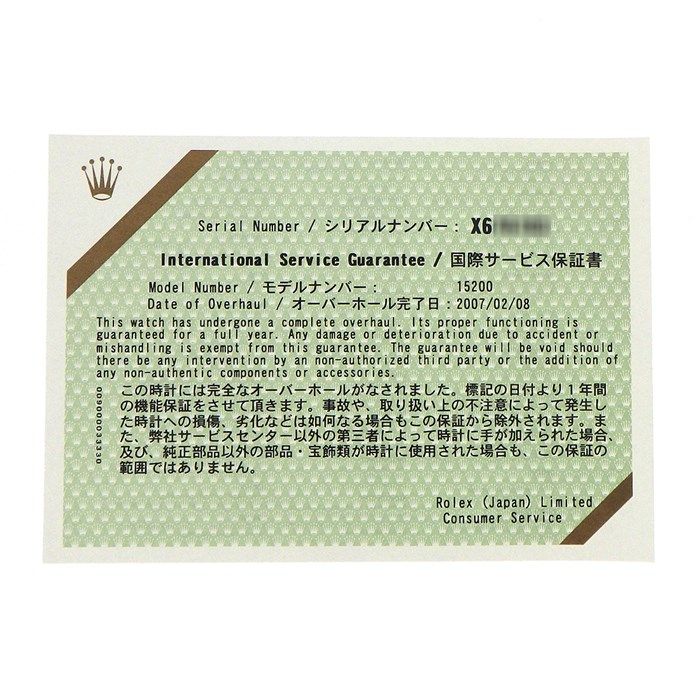 Serial Number / シリアルナンバー : X6
International Service Guarantee / 国際サービス保証書
Model Number / モデルナンバー : 15200
Date of Overhaul / オーバーホール完了日 : 2007/02/08
This watch has undergone a complete overhaul. Its proper functioning is
guaranteed for a full year. Any damage or deterioration due to accident or
mishandling is exempt from this guarantee. The guarantee will be void should
there be any intervention by an non-authorized third party or the addition of
any non-authentic components or accessories.
この時計には完全なオーバーホールがなされました。標記の日付より1年間
の機能保証をさせて頂きます。事故や、取り扱い上の不注意によって発生し
た時計への損傷、劣化などは如何なる場合もこの保証から除外されます。ま
た、弊社サービスセンター以外の第三者によって時計に手が加えられた場合、
及び、純正部品以外の部品・宝飾類が時計に使用された場合も、この保証の
範囲ではありません。
Rolex (Japan) Limited
Consumer Service